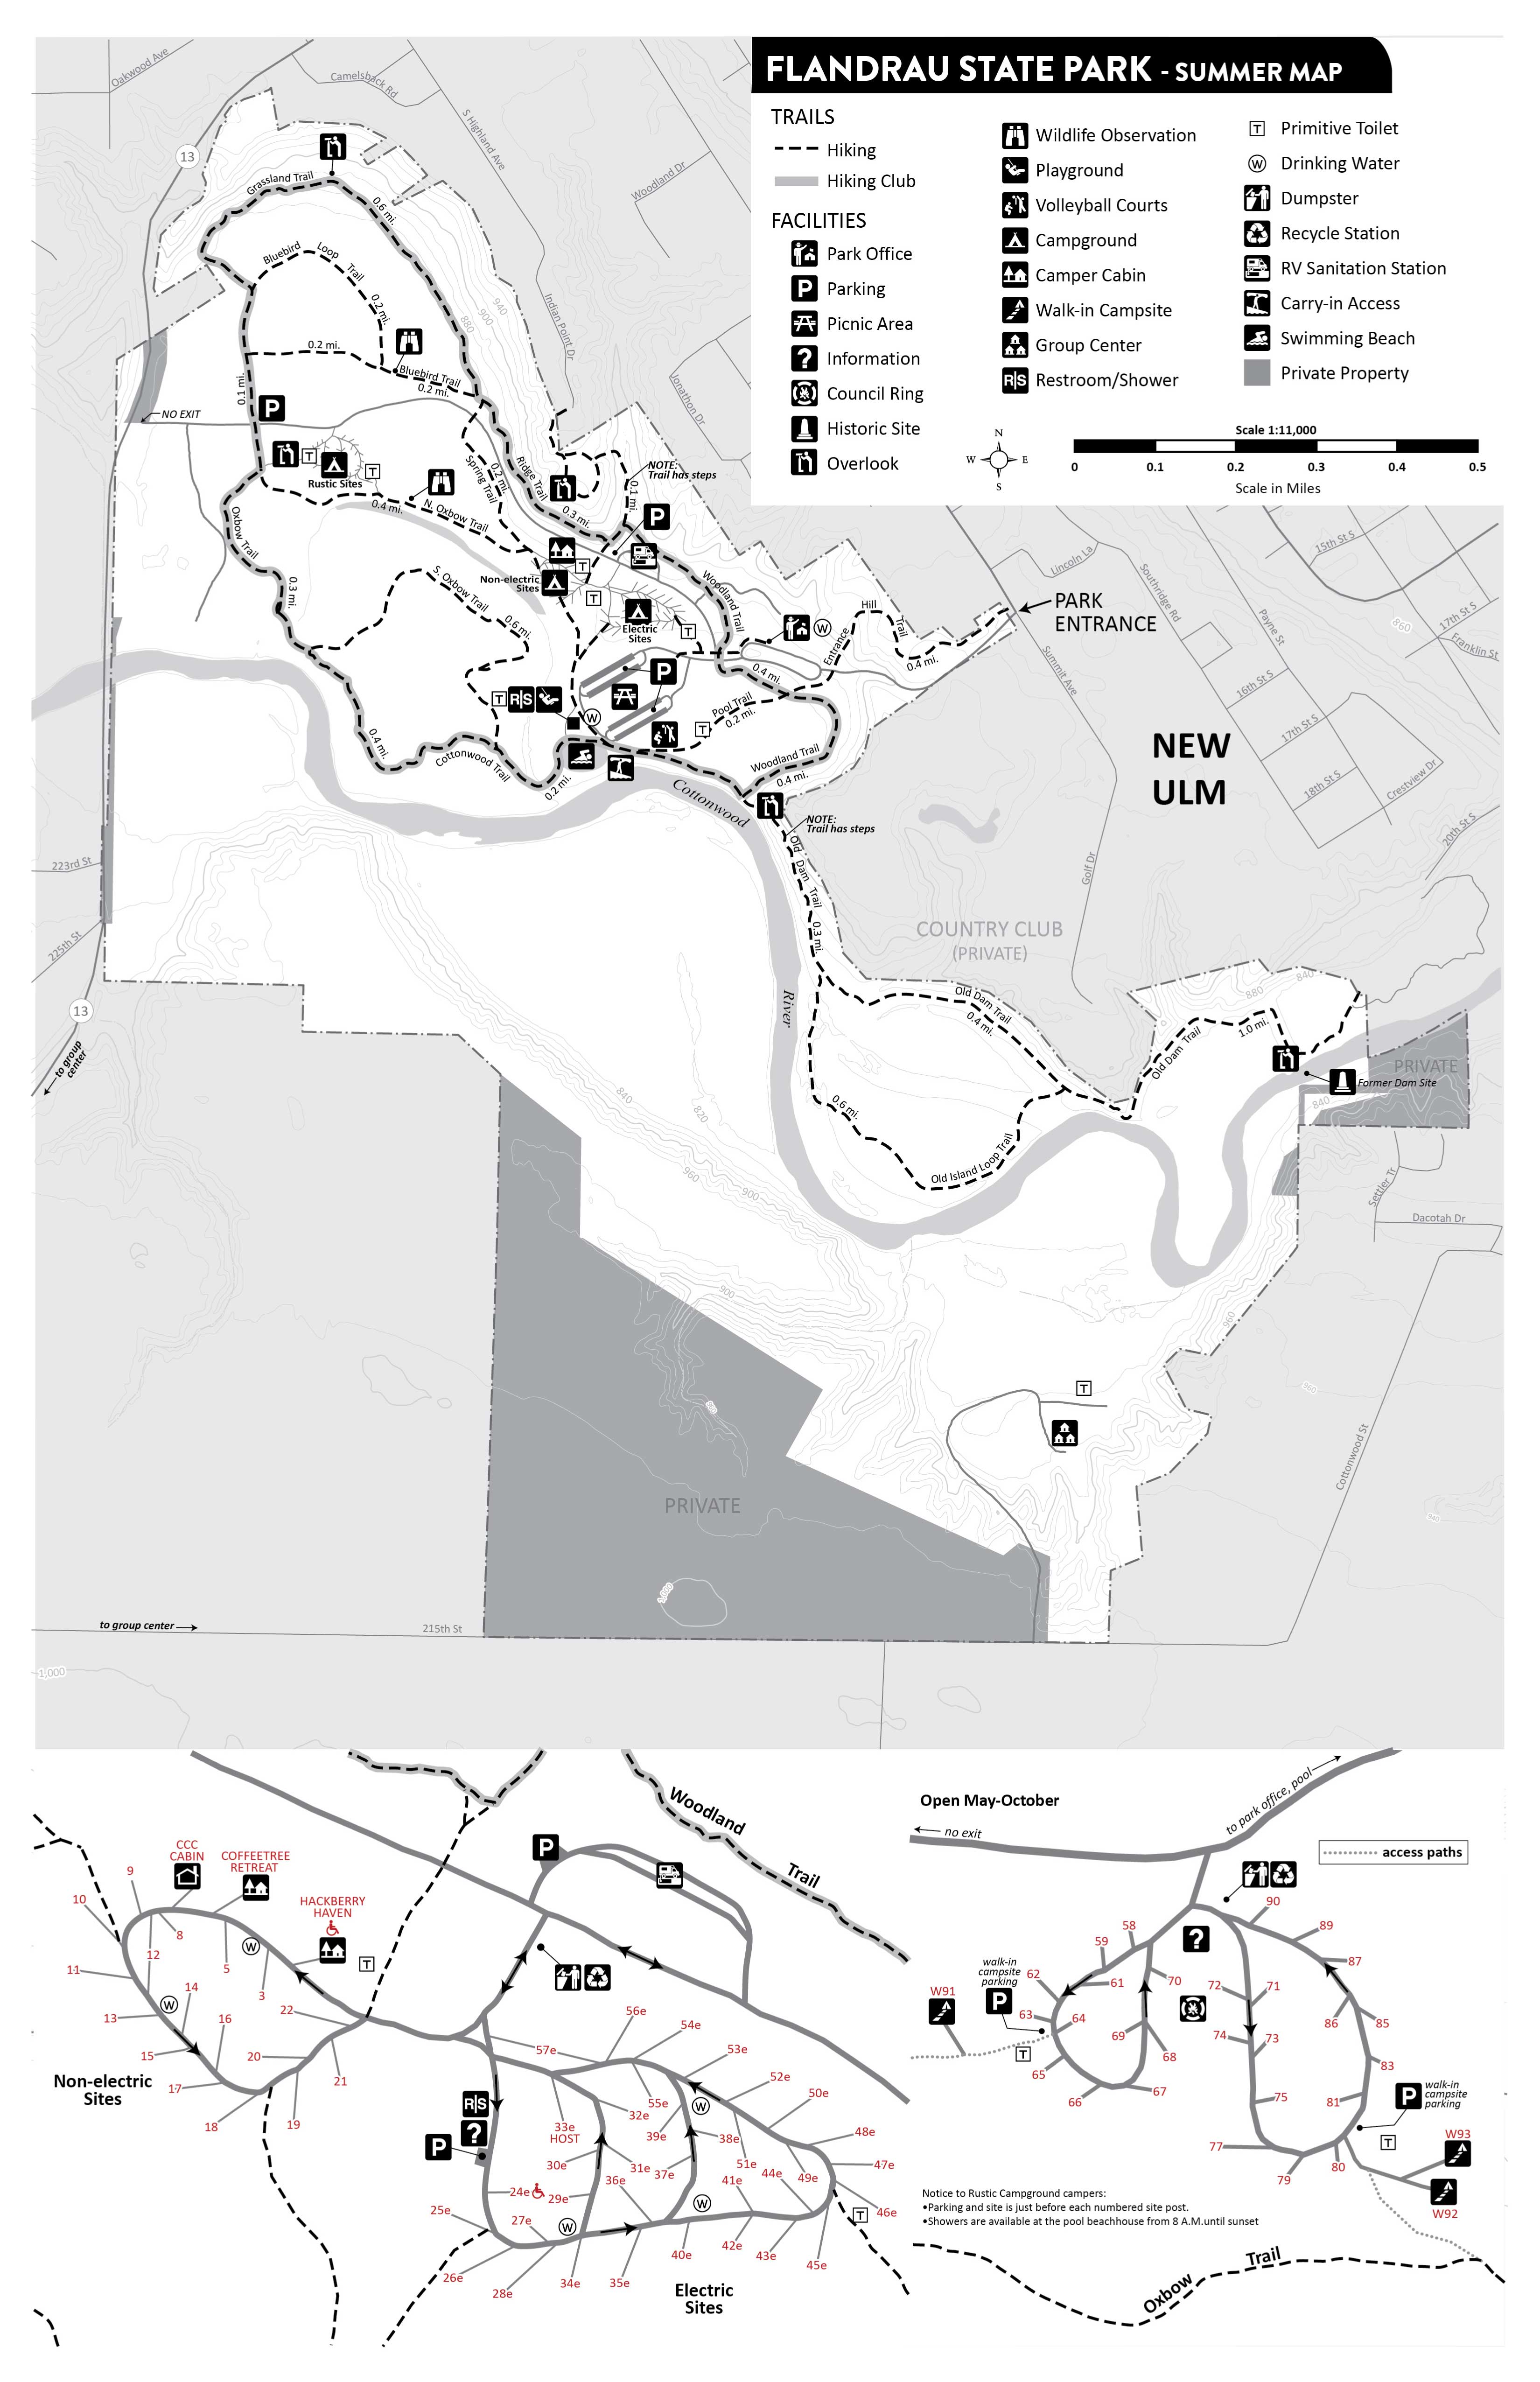 FLANDRAU STATE PARK - SUMMER MAP
TRAILS
Hiking
Hiking Club
FACILITIES
Park Office
P
Parking
Picnic Area
?
Information
Council Ring
Historic Site
Overlook
Wildlife Observation
Playground
Volleyball Courts
Campground
Camper Cabin
Walk-in Campsite
Group Center
R|S
Restroom/Shower
T
Primitive Toilet
W
Drinking Water
Dumpster
Recycle Station
RV Sanitation Station
Carry-in Access
Swimming Beach
Private Property
N
W
E
S
Scale 1:11,000
0
0.1
0.2
0.3
0.4
0.5
Scale in Miles
Oakwood Ave
Camelsback Rd
S Highland Ave
Woodland Dr
13
Grassland Trail
0.6 mi.
Bluebird
Loop
Trail
0.2 mi.
940
900
880
Indian Point Dr
0.2 mi.
Bluebird Trail
0.2 mi.
Jonathon Dr
0.1 mi.
P
NO EXIT
T
T
Rustic Sites
Ridge Trail
Spring Trail
0.2 mi.
NOTE:
Trail has steps
0.1 mi.
P
0.3 mi.
0.4 mi.
N. Oxbow Trail
Oxbow Trail
T
Non-electric
Sites
Woodland Trail
S. Oxbow Trail
0.6 mi.
0.3 mi.
T
Electric
Sites
T
W
Hill
Trail
Entrance
0.4 mi.
PARK
ENTRANCE
Lincoln La
Southridge Rd
Payne St
15th St S
17th St S
Franklin St
860
Summit Ave
16th St S
17th St S
18th St S
Crestview Dr
20th St S
NEW
ULM
P
0.4 mi.
T
R|S
W
Pool Trail
0.2 mi.
T
0.4 mi.
Cottonwood Trail
0.2 mi.
Woodland Trail
0.4 mi.
Cottonwood
River
NOTE:
Trail has steps
Old Dam Trail
0.3 mi.
Golf Dr
COUNTRY CLUB
(PRIVATE)
223rd St
225th St
13
to group
center
Old Dam Trail
0.4 mi.
Old Dam Trail
1.0 mi.
880
840
Former Dam Site
PRIVATE
840
0.6 mi.
Old Island Loop Trail
Settler Tr
Dacotah Dr
840
820
960
900
900
960
960
960
T
Cottonwood St
940
PRIVATE
1,000
to group center
215th St
1,000
Woodland
Trail
P
CCC
CABIN
COFFEETREE
RETREAT
HACKBERRY
HAVEN
9
10
8
12
5
W
3
T
11
14
W
13
16
22
15
20
17
21
18
19
Non-electric
Sites
56e
54e
57e
53e
52e
50e
R|S
?
P
55e
W
32e
33e
HOST
39e
38e
48e
30e
31e
37e
51e
47e
36e
41e
44e
49e
24e
29e
W
46e
T
25e
27e
W
26e
28e
34e
35e
40e
42e
43e
45e
Electric
Sites
Open May-October
no exit
to park office, pool
access paths
90
58
89
59
?
87
walk-in
campsite
parking
P
62
61
70
72
71
W91
63
64
69
74
73
86
85
T
65
68
83
66
67
75
81
P
walk-in
campsite
parking
77
79
80
T
W93
W92
Notice to Rustic Campground campers:
•Parking and site is just before each numbered site post.
•Showers are available at the pool beachhouse from 8 A.M.until sunset
Oxbow
Trail